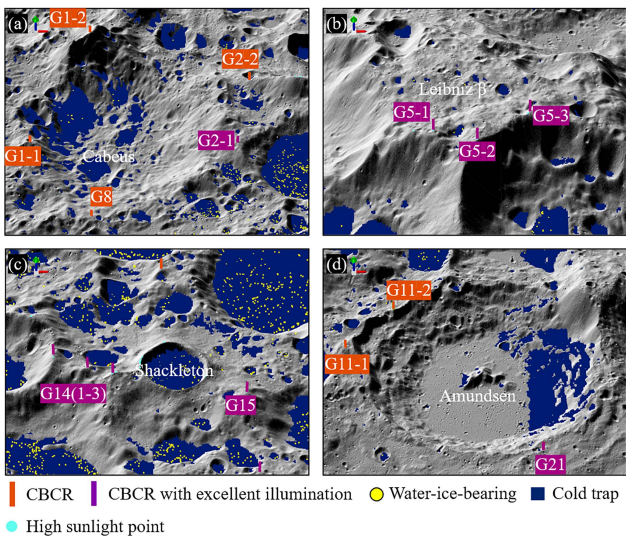 (a)
G1-2
G2-2
G2-1
G1-1
Cabeus
G8
(b)
Leibniz β
G5-1
G5-3
G5-2
(c)
Shackleton
G14(1-3)
G15
(d)
G11-2
G11-1
Amundsen
G21
CBCR
CBCR with excellent illumination
Water-ice-bearing
Cold trap
High sunlight point